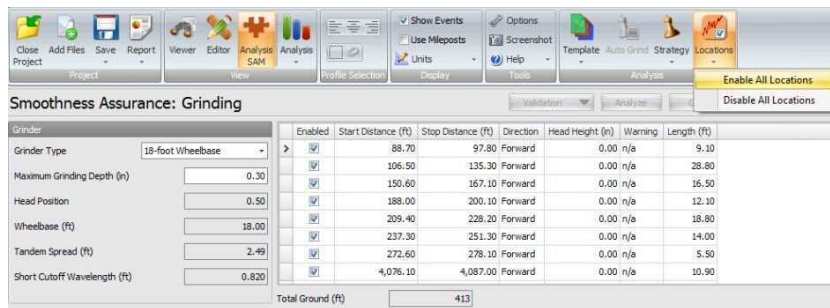 Close Project
Add Files
Save
Report
Viewer
Editor
Analysis SAM
Analysis
Show Events
Use Mileposts
Units
Options
Screenshot
Help
Template
Auto Grind
Strategy
Locations
Project
View
Profile Selection
Display
Tools
Analysis
Enable All Locations
Disable All Locations
Smoothness Assurance: Grinding
Validation
Analyze
Grinder
Grinder Type 18-foot Wheelbase
Maximum Grinding Depth (in) 0.30
Head Position 0.50
Wheelbase (ft) 18.00
Tandem Spread (ft) 2.49
Short Cutoff Wavelength (ft) 0.820
Enabled Start Distance (ft) Stop Distance (ft) Direction Head Height (in) Warning Length (ft)
88.70 97.80 Forward 0.00 n/a 9.10
106.50 135.30 Forward 0.00 n/a 28.80
150.60 167.10 Forward 0.00 n/a 16.50
188.00 200.10 Forward 0.00 n/a 12.10
209.40 228.20 Forward 0.00 n/a 18.80
237.30 251.30 Forward 0.00 n/a 14.00
272.60 278.10 Forward 0.00 n/a 5.50
4,076.10 4,087.00 Forward 0.00 n/a 10.90
Total Ground (ft) 413